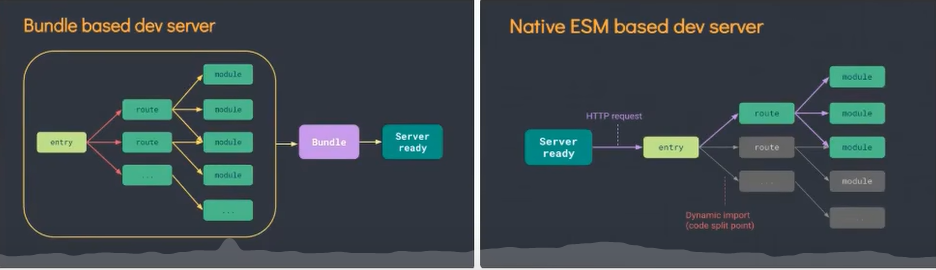 Bundle based dev server
entry
route
route
...
module
module
module
module
...
Bundle
Server
ready
Native ESM based dev server
Server
ready
HTTP request
entry
route
route
...
module
module
module
module
Dynamic import
(code split point)